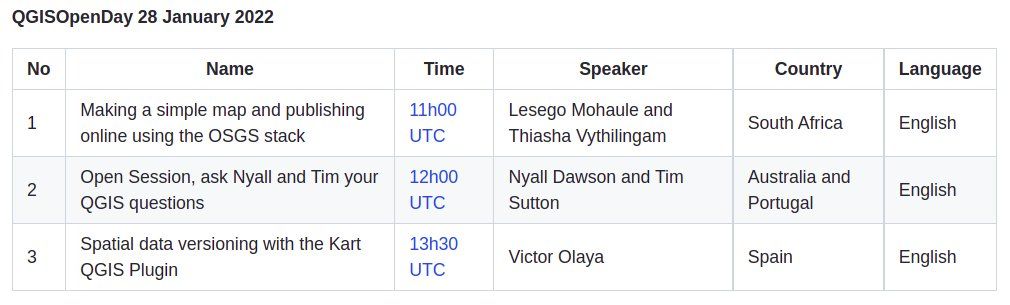 QGISOpenDay 28 January 2022
No Name Time Speaker Country Language
1 Making a simple map and publishing online using the OSGS stack 11h00 UTC Lesego Mohaule and Thiasha Vythilingam South Africa English
2 Open Session, ask Nyall and Tim your QGIS questions 12h00 UTC Nyall Dawson and Tim Sutton Australia and Portugal English
3 Spatial data versioning with the Kart QGIS Plugin 13h30 UTC Victor Olaya Spain English